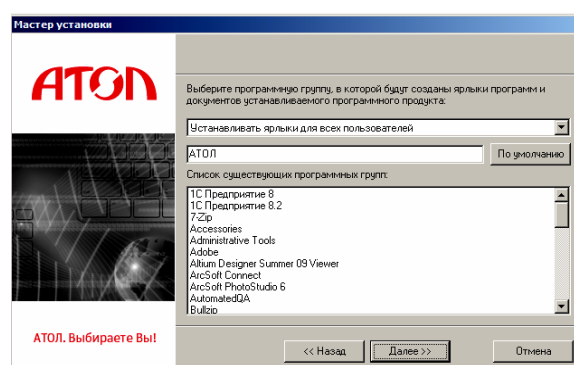 Мастер установки
АТОЛ
Выберите программную группу, в которой будут созданы ярлыки программ и
документов устанавливаемого программного продукта:
Устанавливать ярлыки для всех пользователей
АТОЛ
По умолчанию
Список существующих программных групп:
1С Предприятие 8
1С Предприятие 8.2
7-Zip
Accessories
Administrative Tools
Adobe
Altium Designer Summer 09 Viewer
ArcSoft Connect
ArcSoft PhotoStudio 6
AutomatedQA
Bullzip
АТОЛ. Выбираете Вы!
<< Назад
Далее >>
Отмена